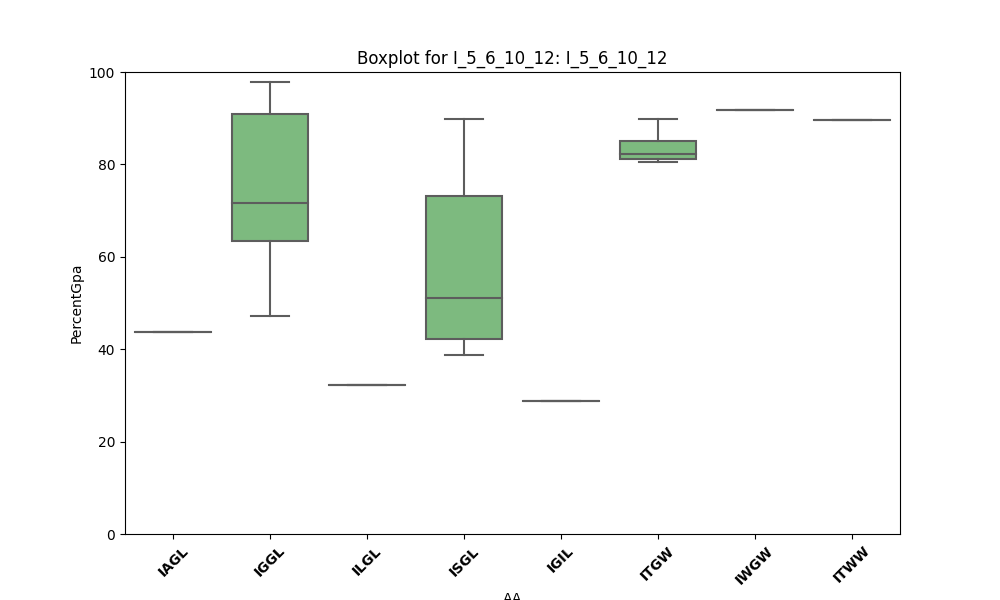 Boxplot for I_5_6_10_12: I_5_6_10_12
100
80
60
40
20
0
PercentGpa
IAGL
IGGL
ILGL
ISGL
IGIL
ITGW
IWGW
ITWW
AA